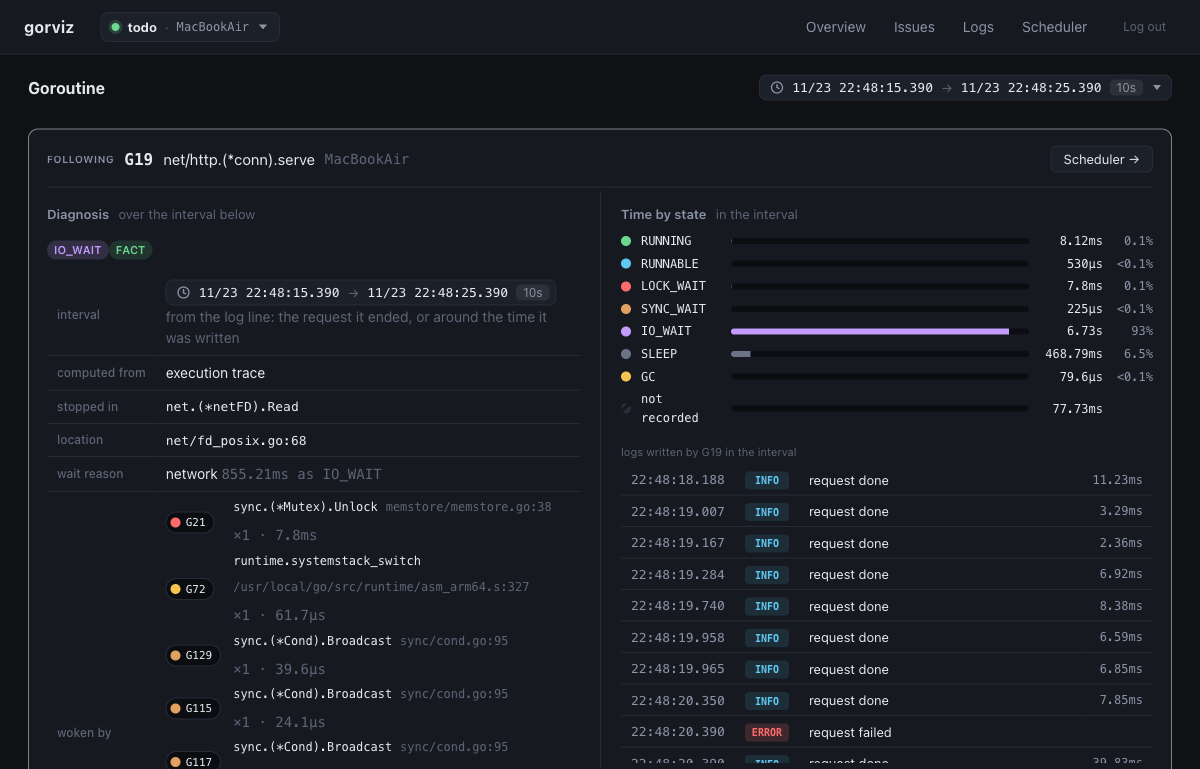 gorviz
todo · MacBookAir
Overview Issues Logs Scheduler Log out
Goroutine
11/23 22:48:15.390 → 11/23 22:48:25.390 10s
FOLLOWING G19 net/http.(*conn).serve MacBookAir
Scheduler →
Diagnosis over the interval below
IO_WAIT FACT
interval
11/23 22:48:15.390 → 11/23 22:48:25.390 10s
from the log line: the request it ended, or around the time it
was written
computed from execution trace
stopped in net.(*netFD).Read
location net/fd_posix.go:68
wait reason network 855.21ms as IO_WAIT
woken by
G21 sync.(*Mutex).Unlock memstore/memstore.go:38
×1 · 7.8ms
G72 runtime.systemstack_switch
/usr/local/go/src/runtime/asm_arm64.s:327
×1 · 61.7µs
G129 sync.(*Cond).Broadcast sync/cond.go:95
×1 · 39.6µs
G115 sync.(*Cond).Broadcast sync/cond.go:95
×1 · 24.1µs
G117 sync.(*Cond).Broadcast sync/cond.go:95
Time by state in the interval
RUNNING 8.12ms 0.1%
RUNNABLE 530µs <0.1%
LOCK_WAIT 7.8ms 0.1%
SYNC_WAIT 225µs <0.1%
IO_WAIT 6.73s 93%
SLEEP 468.79ms 6.5%
GC 79.6µs <0.1%
not
recorded 77.73ms
logs written by G19 in the interval
22:48:18.188 INFO request done 11.23ms
22:48:19.007 INFO request done 3.29ms
22:48:19.167 INFO request done 2.36ms
22:48:19.284 INFO request done 6.92ms
22:48:19.740 INFO request done 8.38ms
22:48:19.958 INFO request done 6.59ms
22:48:19.965 INFO request done 6.85ms
22:48:20.350 INFO request done 7.85ms
22:48:20.390 ERROR request failed
22:48:20.390 INFO request done 39.83ms